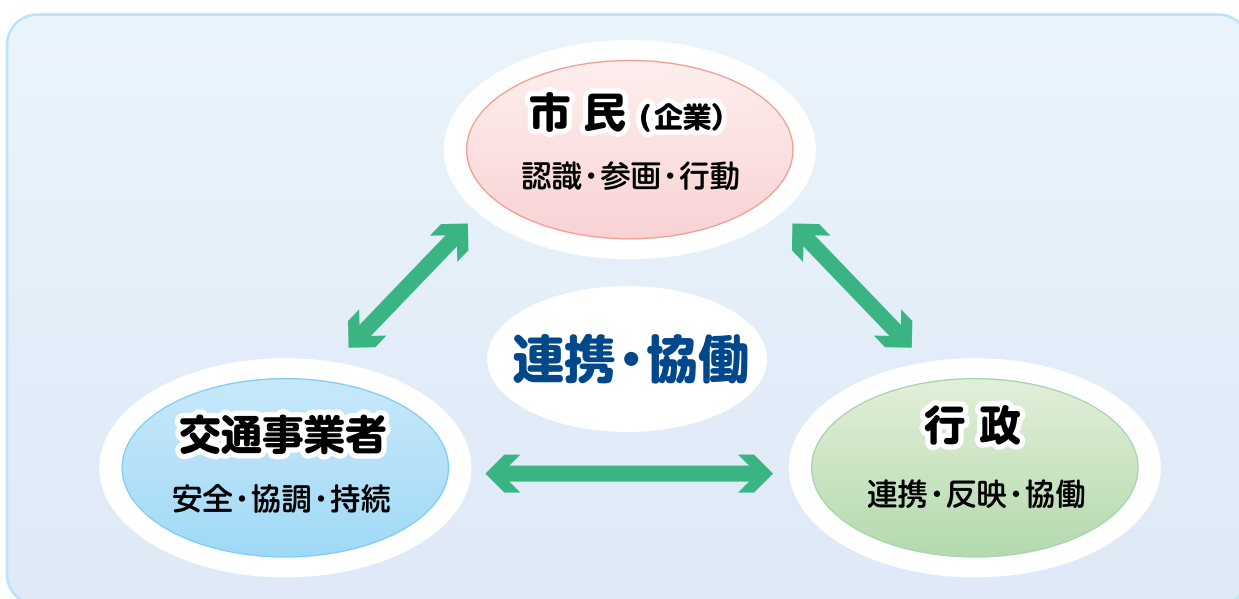 市民(企業)
認識・参画・行動
連携・協働
交通事業者
安全・協調・持続
行政
連携・反映・協働